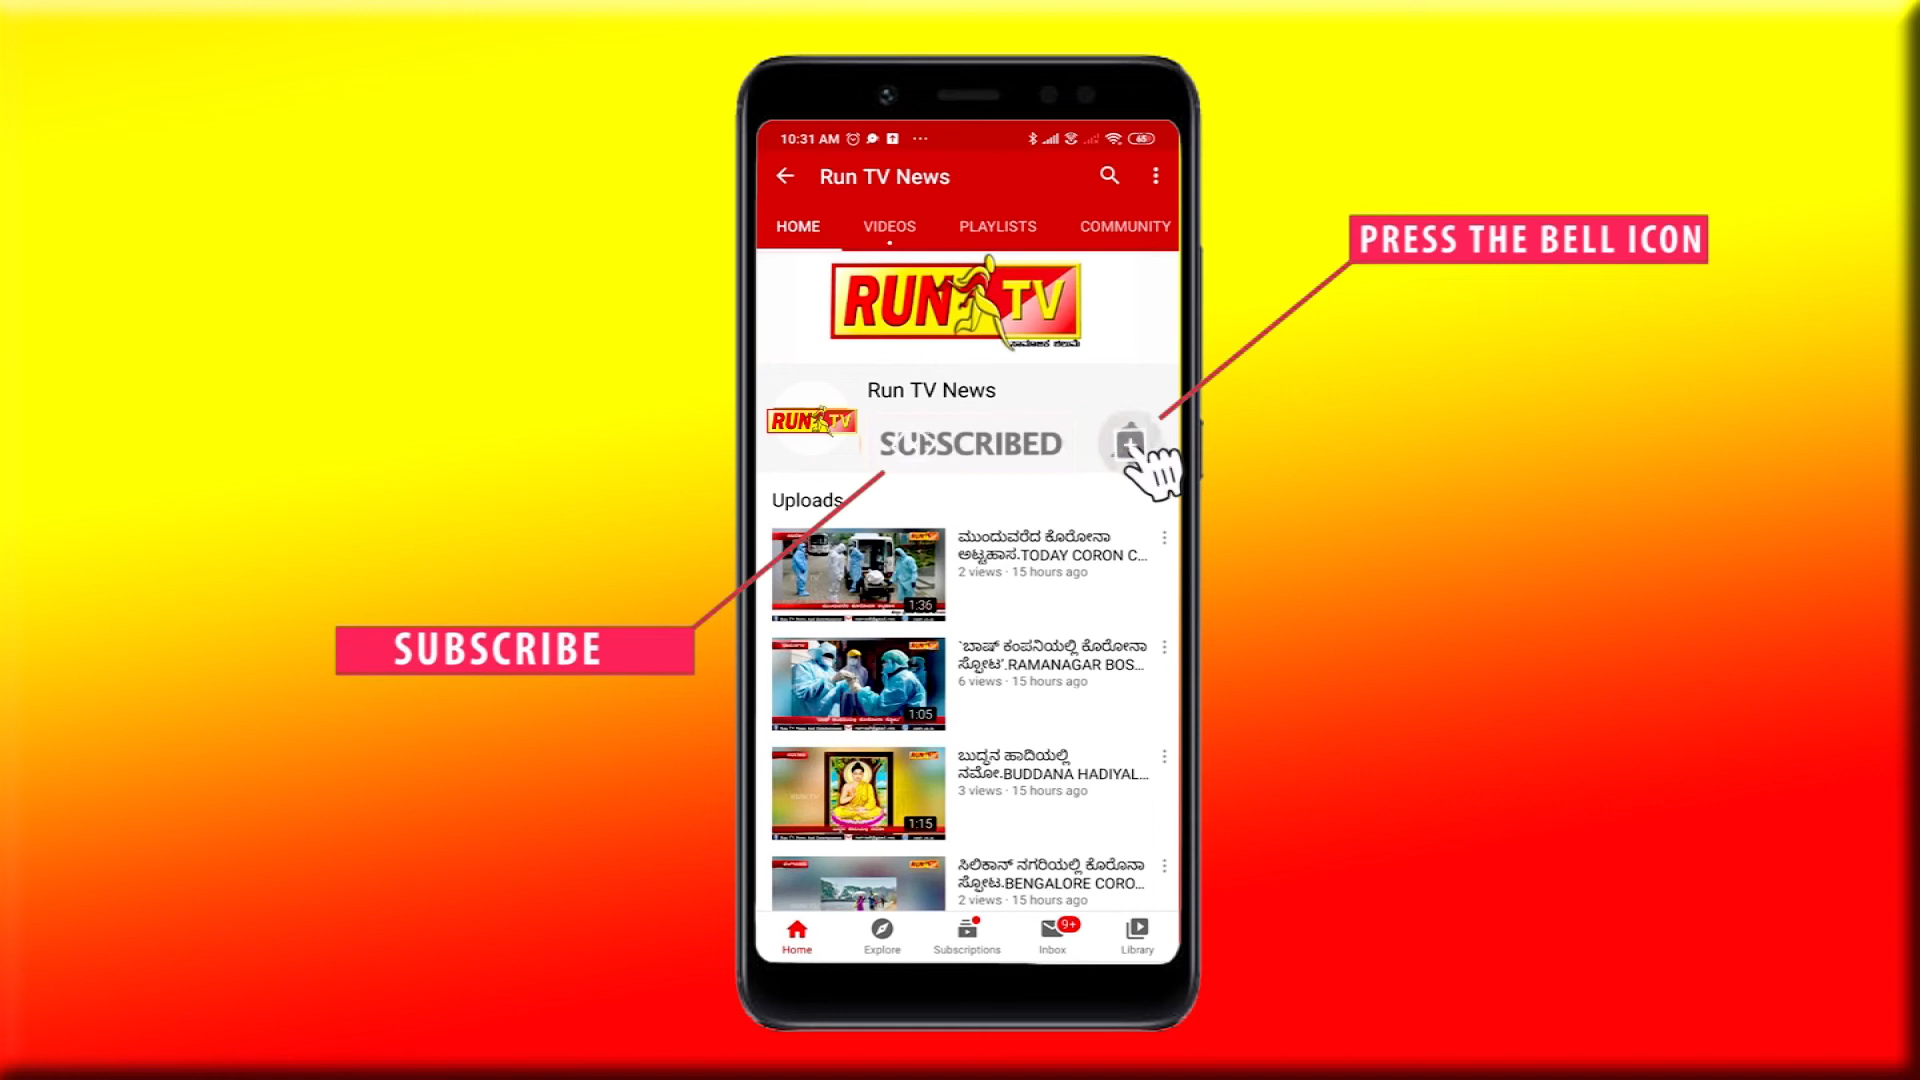 10:31 AM
65
Run TV News
HOME VIDEOS PLAYLISTS COMMUNITY
PRESS THE BELL ICON
RUN TV
ಸಾಮಾಜಿಕ ಚಿಲುಮೆ
Run TV News
RUN TV
SUBSCRIBED
Uploads
ಮುಂದುವರೆದ ಕೊರೋನಾ
ಅಟ್ಟಹಾಸ.TODAY CORON C...
2 views · 15 hours ago
1:36
SUBSCRIBE
`ಬಾಷ್ ಕಂಪನಿಯಲ್ಲಿ ಕೊರೋನಾ
ಸ್ಪೋಟ'.RAMANAGAR BOS...
6 views · 15 hours ago
1:05
ಬುದ್ಧನ ಹಾದಿಯಲ್ಲಿ
ನಮೋ.BUDDANA HADIYAL...
3 views · 15 hours ago
1:15
ಸಿಲಿಕಾನ್ ನಗರಿಯಲ್ಲಿ ಕೊರೊನಾ
ಸ್ಪೋಟ.BENGALORE CORO...
2 views · 15 hours ago
9+
Home Explore Subscriptions Inbox Library